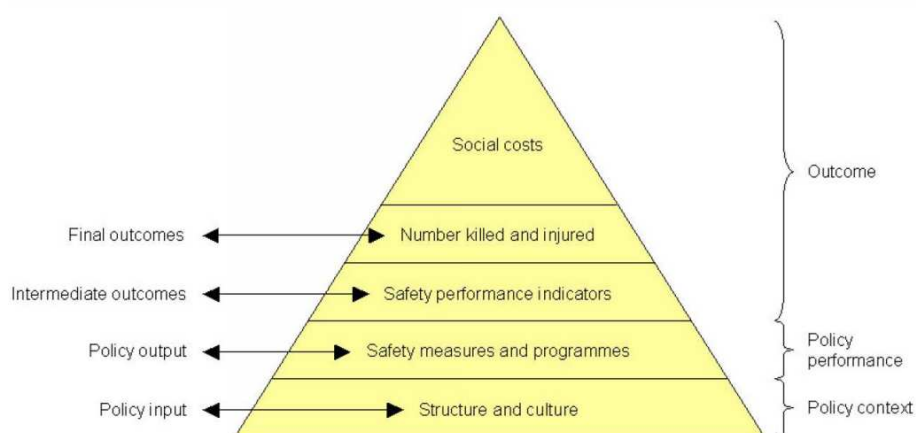 Social costs
Outcome
Final outcomes
Number killed and injured
Intermediate outcomes
Safety performance indicators
Policy output
Safety measures and programmes
Policy
performance
Policy input
Structure and culture
Policy context